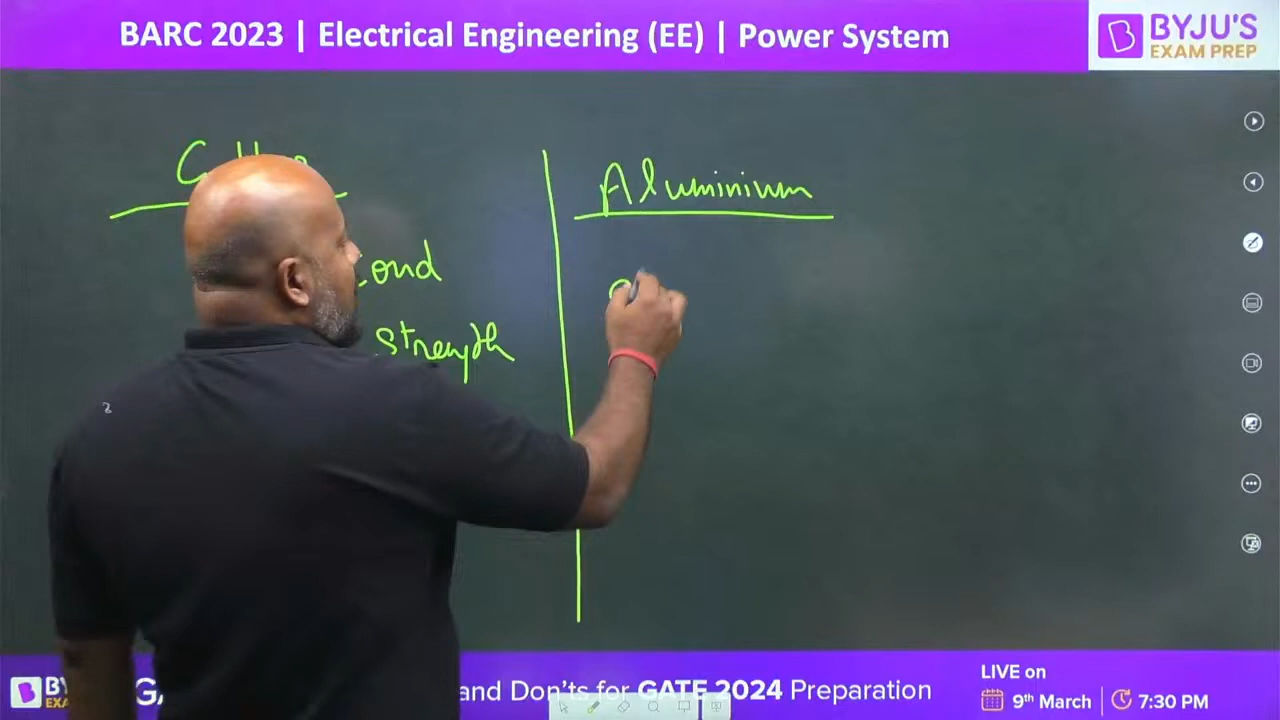 BARC 2023 | Electrical Engineering (EE) | Power System
BYJU'S
EXAM PREP
Aluminium
cond
strength
and Don'ts for GATE 2024 Preparation
LIVE on
9th March | 7:30 PM